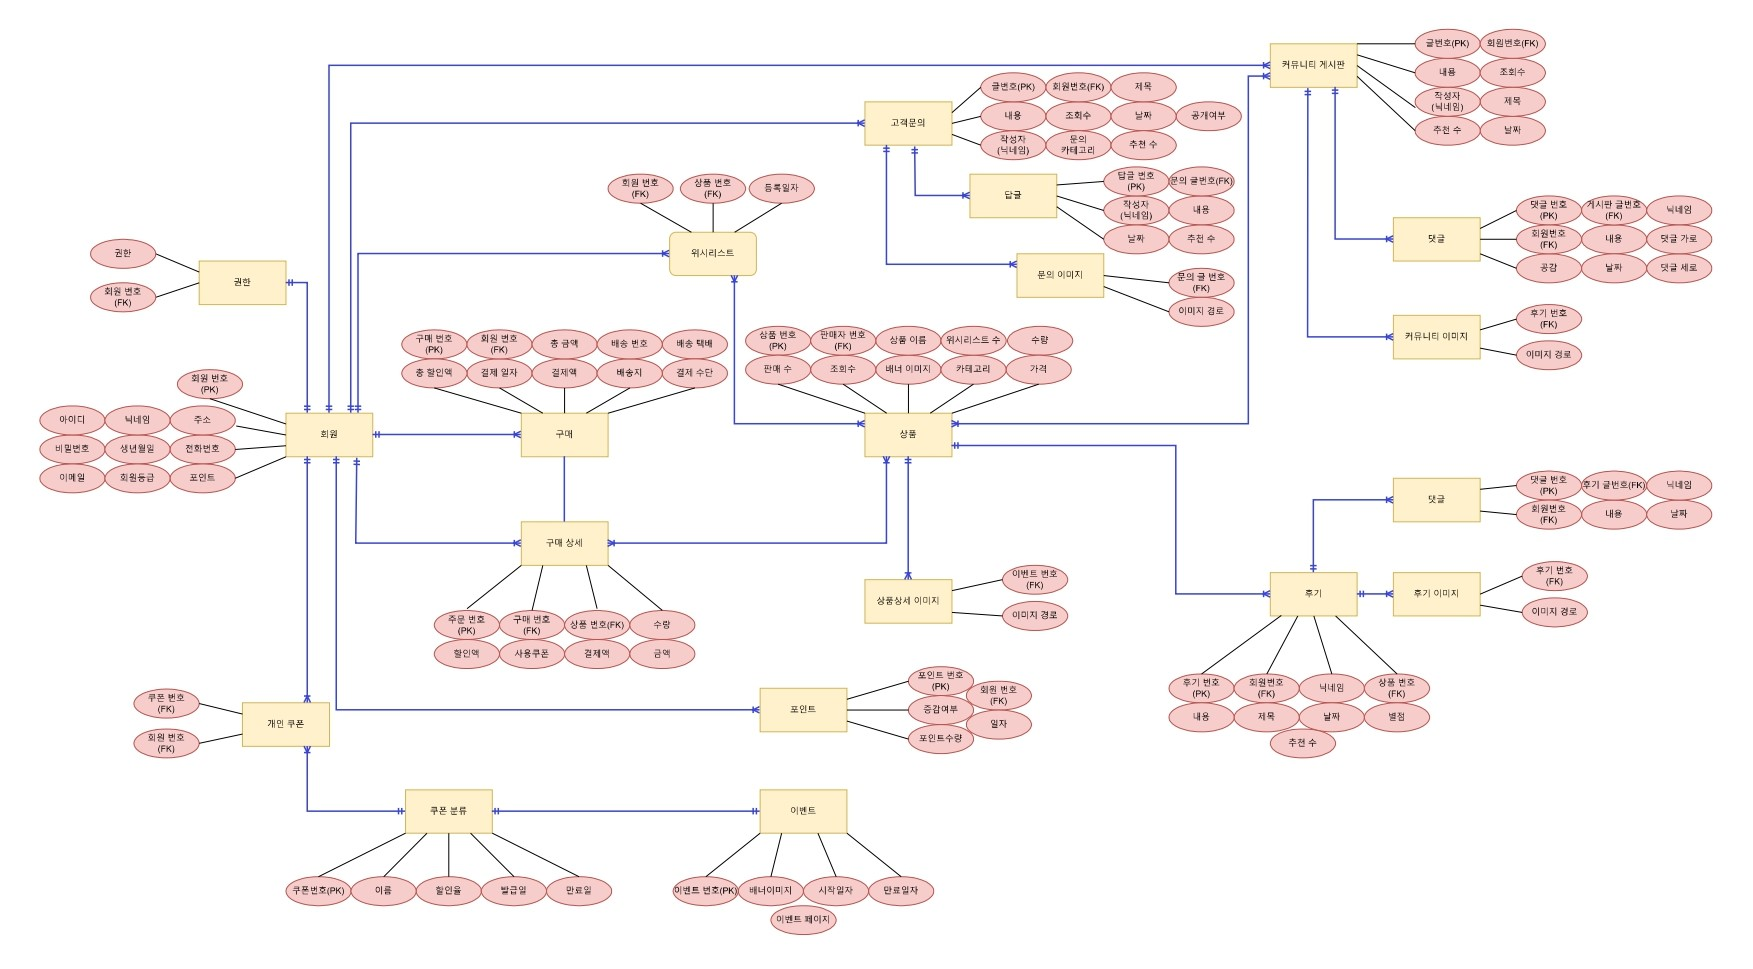 커뮤니티 게시판
글번호(PK)
회원번호(FK)
내용
조회수
작성자
(닉네임)
제목
추천 수
날짜
고객문의
글번호(PK)
회원번호(FK)
제목
내용
조회수
날짜
공개여부
작성자
(닉네임)
문의
카테고리
추천 수
답글
답글 번호
(PK)
문의 글번호(FK)
작성자
(닉네임)
내용
날짜
추천 수
회원 번호
(FK)
상품 번호
(FK)
등록일자
위시리스트
댓글
댓글 번호
(PK)
게시판 글번호
(FK)
닉네임
회원번호
(FK)
내용
댓글 가로
공감
날짜
댓글 세로
권한
회원 번호
(FK)
권한
문의 이미지
문의 글 번호
(FK)
이미지 경로
커뮤니티 이미지
후기 번호
(FK)
이미지 경로
구매 번호
(PK)
회원 번호
(FK)
총 금액
배송 번호
배송 택배
총 할인액
결제 일자
결제액
배송지
결제 수단
구매
상품 번호
(PK)
판매자 번호
(FK)
상품 이름
위시리스트 수
수량
판매 수
조회수
배너 이미지
카테고리
가격
상품
회원 번호
(PK)
아이디
닉네임
주소
비밀번호
생년월일
전화번호
이메일
회원등급
포인트
회원
구매 상세
주문 번호
(PK)
구매 번호
(FK)
상품 번호(FK)
수량
할인액
사용쿠폰
결제액
금액
상품상세 이미지
이벤트 번호
(FK)
이미지 경로
댓글
댓글 번호
(PK)
후기 글번호(FK)
닉네임
회원번호
(FK)
내용
날짜
후기
후기 이미지
후기 번호
(FK)
이미지 경로
후기 번호
(PK)
회원번호
(FK)
닉네임
상품 번호
(FK)
내용
제목
날짜
별점
추천 수
쿠폰 번호
(FK)
회원 번호
(FK)
개인 쿠폰
포인트
포인트 번호
(PK)
회원 번호
(FK)
증감여부
일자
포인트수량
쿠폰 분류
쿠폰번호(PK)
이름
할인율
발급일
만료일
이벤트
이벤트 번호(PK)
배너이미지
시작일자
만료일자
이벤트 페이지